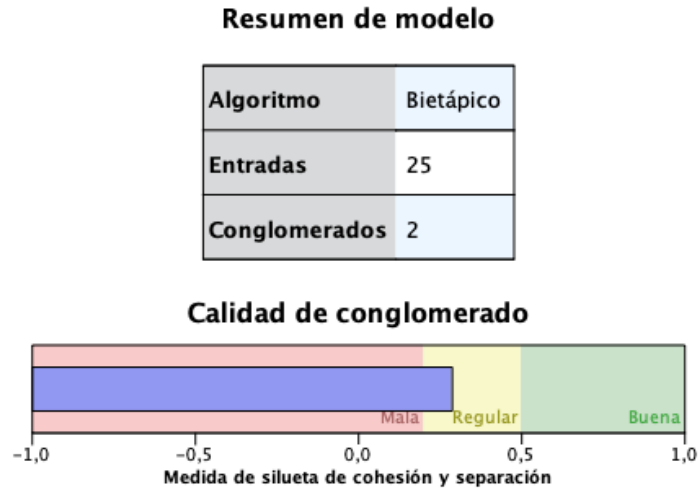 Resumen de modelo
Algoritmo Bietápico
Entradas 25
Conglomerados 2
Calidad de conglomerado
Mala Regular Buena
-1,0 -0,5 0,0 0,5 1,0
Medida de silueta de cohesión y separación